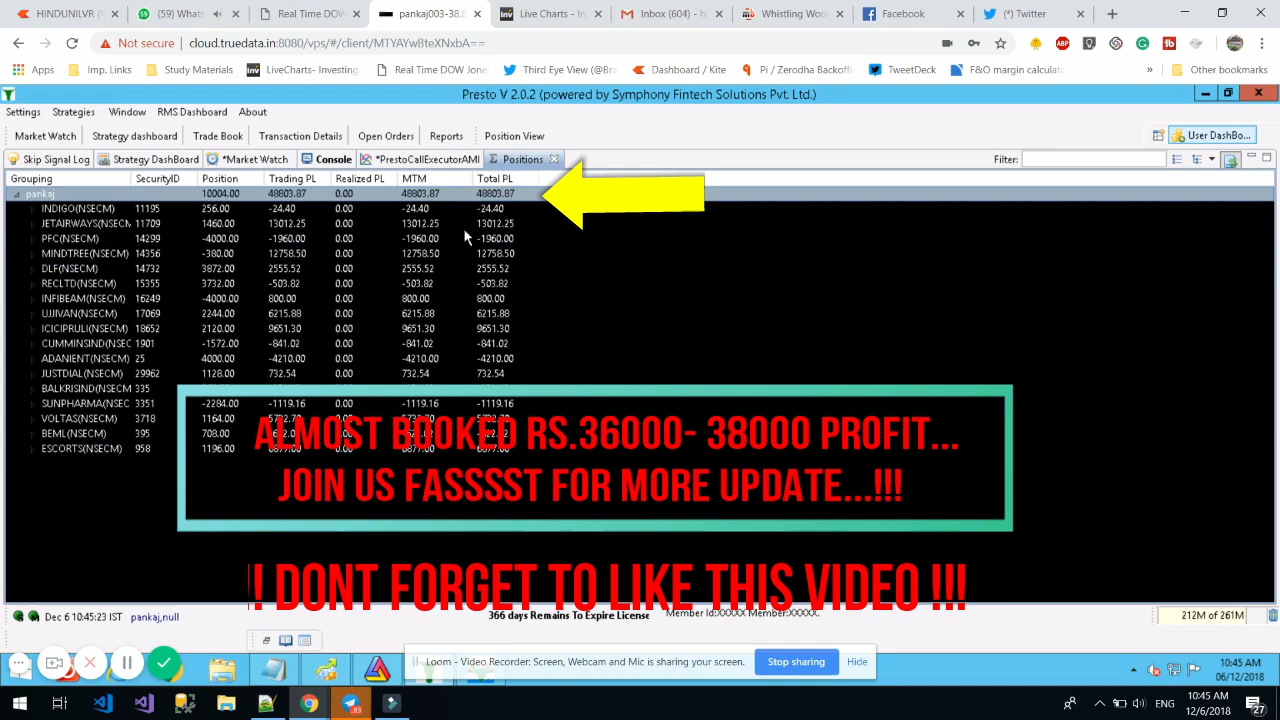 HINDUNILVR (
(59) Whats
Real Time DOW
pankaj003-38.8
Live Charts - In
Inbox (604) - h
Whistling Woo
Facebook
(*) Twitter
Not secure
cloud.truedata.in:8080/vps/#/client/MTYAYwBteXNxbA==
Apps
Imp. Links
Study Materials
LiveCharts- Investing
Real Time DOW Jone
Third Eye View (@Br
Dashboard / Kite
Pi / Zerodha Backoffi
TweetDeck
F&O margin calculat
Other bookmarks
Presto V 2.0.2 (powered by Symphony Fintech Solutions Pvt. Ltd.)
Settings Strategies Window RMS Dashboard About
Market Watch Strategy dashboard Trade Book Transaction Details Open Orders Reports Position View
User DashBo...
Skip Signal Log Strategy DashBoard *Market Watch Console *PrestoCallExecutorAMI Positions
Filter:
Grouping SecurityID Position Trading PL Realized PL MTM Total PL
pankaj 10004.00 48803.87 0.00 48803.87 48803.87
INDIGO(NSECM) 11195 256.00 -24.40 0.00 -24.40 -24.40
JETAIRWAYS(NSECM 11709 1460.00 13012.25 0.00 13012.25 13012.25
PFC(NSECM) 14299 -4000.00 -1960.00 0.00 -1960.00 -1960.00
MINDTREE(NSECM) 14356 -380.00 12758.50 0.00 12758.50 12758.50
DLF(NSECM) 14732 3872.00 2555.52 0.00 2555.52 2555.52
RECLTD(NSECM) 15355 3732.00 -503.82 0.00 -503.82 -503.82
INFIBEAM(NSECM) 16249 -4000.00 800.00 0.00 800.00 800.00
UJJIVAN(NSECM) 17069 2244.00 6215.88 0.00 6215.88 6215.88
ICICIPRULI(NSECM) 18652 2120.00 9651.30 0.00 9651.30 9651.30
CUMMINSIND(NSEC 1901 -1572.00 -841.02 0.00 -841.02 -841.02
ADANIENT(NSECM) 25 4000.00 -4210.00 0.00 -4210.00 -4210.00
JUSTDIAL(NSECM) 29962 1128.00 732.54 0.00 732.54 732.54
BALKRISIND(NSECM) 335
SUNPHARMA(NSECM) 3351 -2284.00 -1119.16 0.00 -1119.16 -1119.16
VOLTAS(NSECM) 3718 1164.00
BEML(NSECM) 395 708.00
ESCORTS(NSECM) 958 1196.00
ALMOST BOOKED RS.36000- 38000 PROFIT...
JOIN US FASSSST FOR MORE UPDATE...!!!
! DONT FORGET TO LIKE THIS VIDEO !!!
Dec 6 10:45:23 IST pankaj,null
366 days Remains To Expire License
Member Id:XXXXX Member:XXXXX.
212M of 261M
Loom - Video Recorder: Screen, Webcam and Mic is sharing your screen.
Stop sharing
Hide
10:45 AM
06/12/2018
83
ENG
10:45 AM
12/6/2018
27